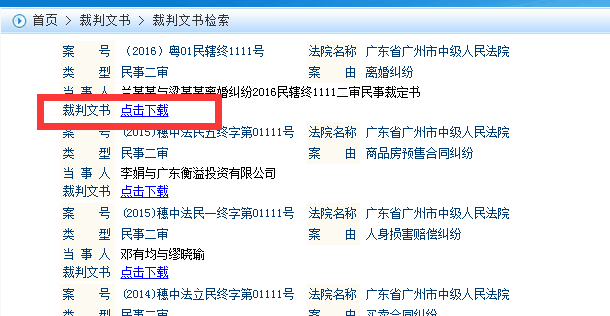 首页 > 裁判文书 > 裁判文书检索
案 号 （2016）粤01民辖终1111号 法院名称 广东省广州市中级人民法院
类 型 民事二审 案 由 离婚纠纷
当 事 人 兰某某与梁某某离婚纠纷2016民辖终1111二审民事裁定书
裁判文书 点击下载
案 号 (2015)穗中法民五终字第01111号 法院名称 广东省广州市中级人民法院
类 型 民事二审 案 由 商品房预售合同纠纷
当 事 人 李娟与广东衡溢投资有限公司
裁判文书 点击下载
案 号 (2015)穗中法民一终字第01111号 法院名称 广东省广州市中级人民法院
类 型 民事二审 案 由 人身损害赔偿纠纷
当 事 人 邓有均与缪晓瑜
裁判文书 点击下载
案 号 (2014)穗中法立民终字第01111号 法院名称 广东省广州市中级人民法院
类 型 民事二审 案 由 买卖合同纠纷